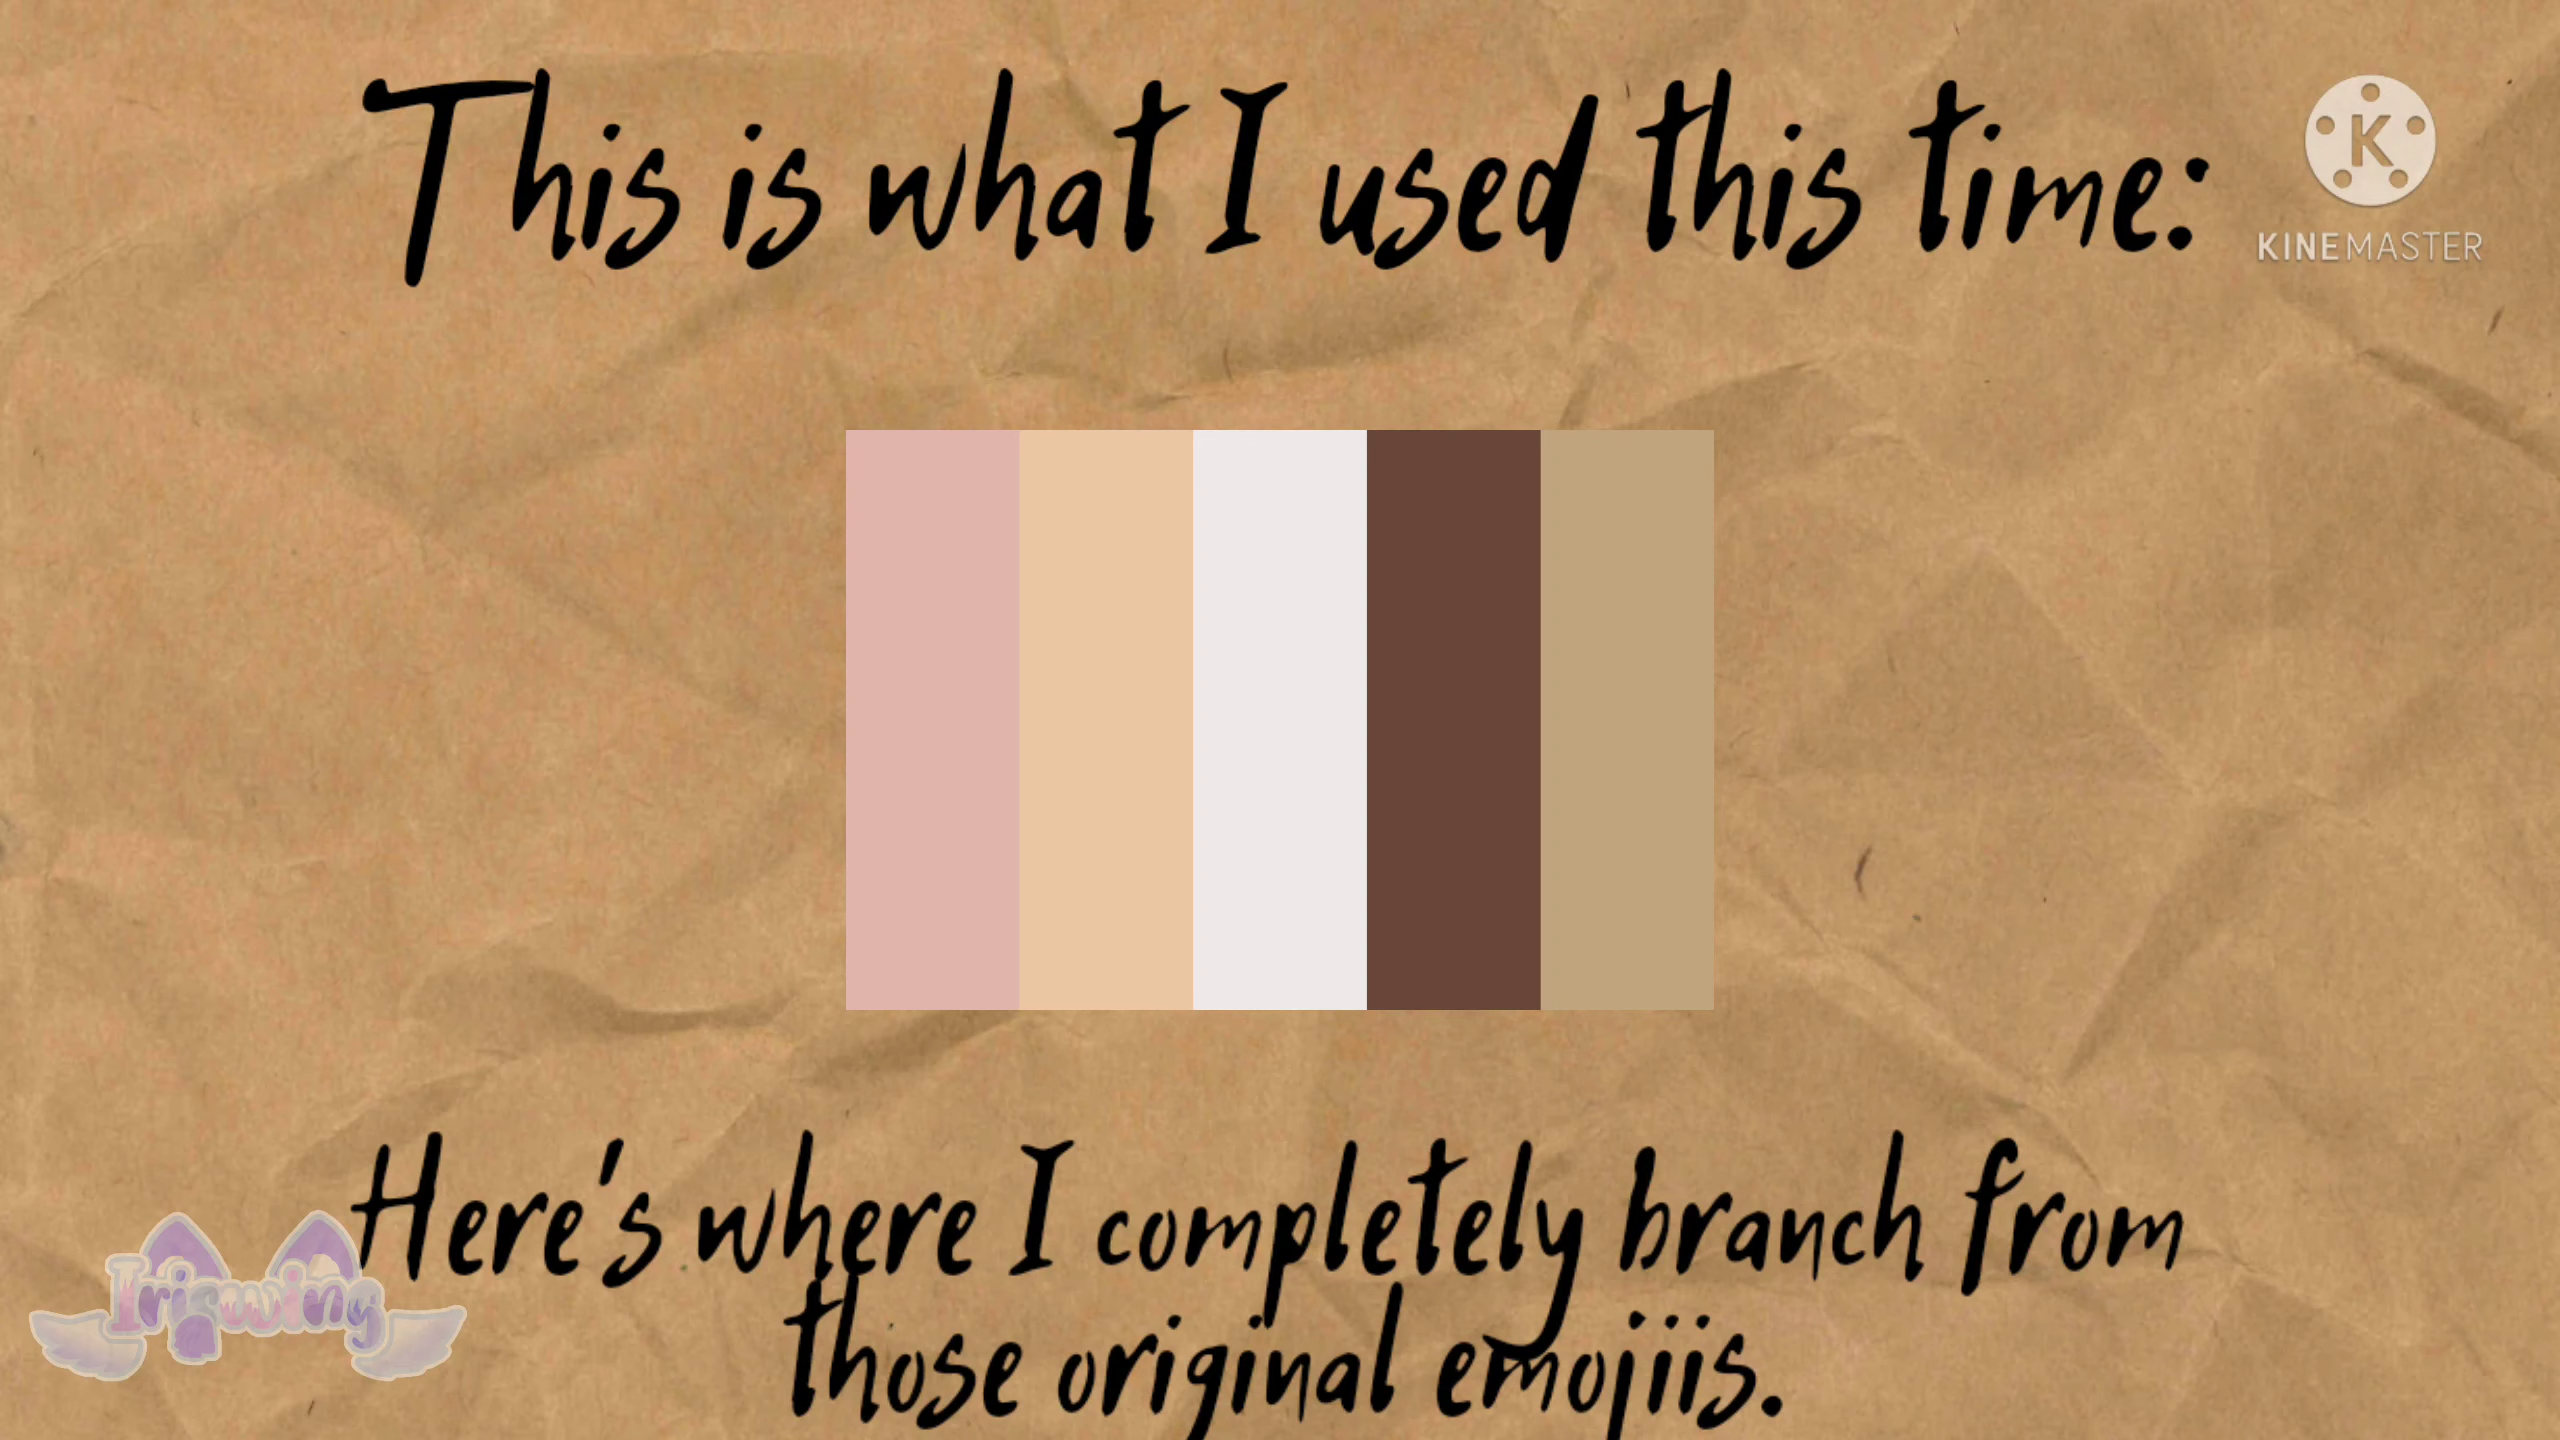 This is what I used this time:
K
KINEMASTER
Here's where I completely branch from
those original emojiis.
Iriswing